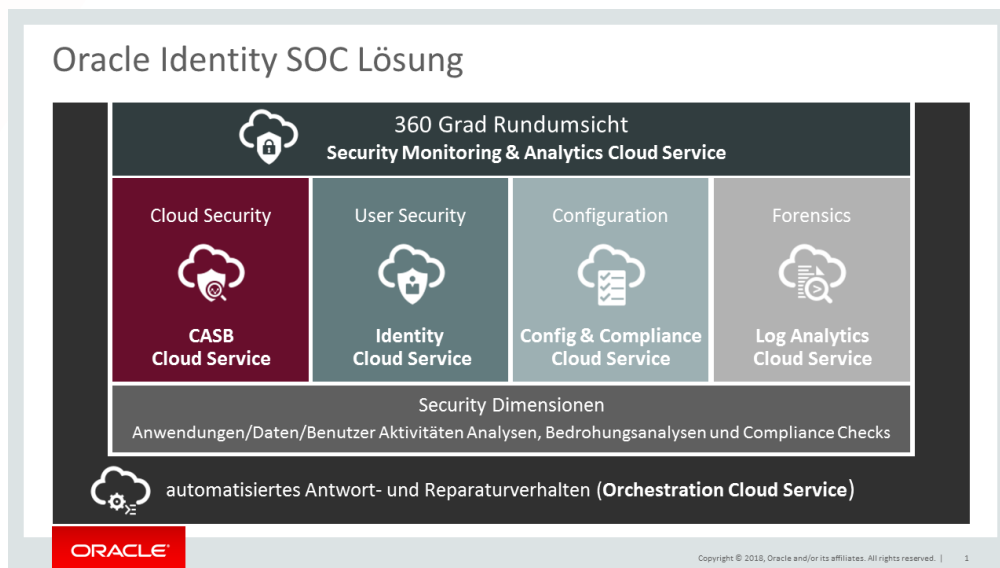 Oracle Identity SOC Lösung
360 Grad Rundumsicht
Security Monitoring & Analytics Cloud Service
Cloud Security
CASB
Cloud Service
User Security
Identity
Cloud Service
Configuration
Config & Compliance
Cloud Service
Forensics
Log Analytics
Cloud Service
Security Dimensionen
Anwendungen/Daten/Benutzer Aktivitäten Analysen, Bedrohungsanalysen und Compliance Checks
automatisiertes Antwort- und Reparaturverhalten (Orchestration Cloud Service)
ORACLE
Copyright © 2018, Oracle and/or its affiliates. All rights reserved. | 1